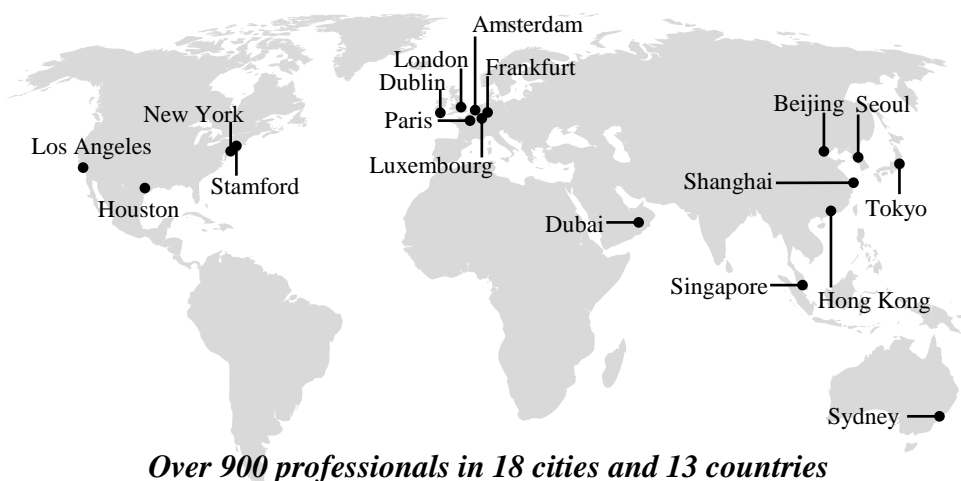 Amsterdam
London
Frankfurt
Dublin
Paris
Luxembourg
New York
Los Angeles
Stamford
Houston
Beijing
Seoul
Shanghai
Tokyo
Dubai
Singapore
Hong Kong
Sydney
Over 900 professionals in 18 cities and 13 countries